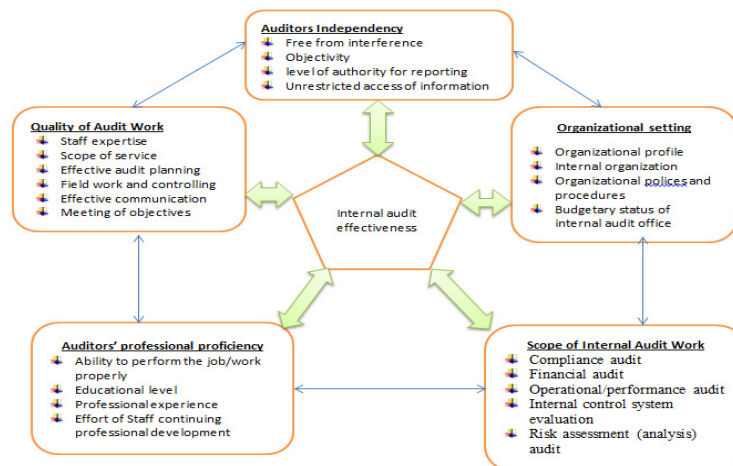 Auditors Independency
Free from interference
Objectivity
level of authority for reporting
Unrestricted access of information
Quality of Audit Work
Staff expertise
Scope of service
Effective audit planning
Field work and controlling
Effective communication
Meeting of objectives
Organizational setting
Organizational profile
Internal organization
Organizational polices and
procedures
Budgetary status of
internal audit office
Internal audit
effectiveness
Auditors' professional proficiency
Ability to perform the job/work
properly
Educational level
Professional experience
Effort of Staff continuing
professional development
Scope of Internal Audit Work
Compliance audit
Financial audit
Operational/performance audit
Internal control system
evaluation
Risk assessment (analysis)
audit